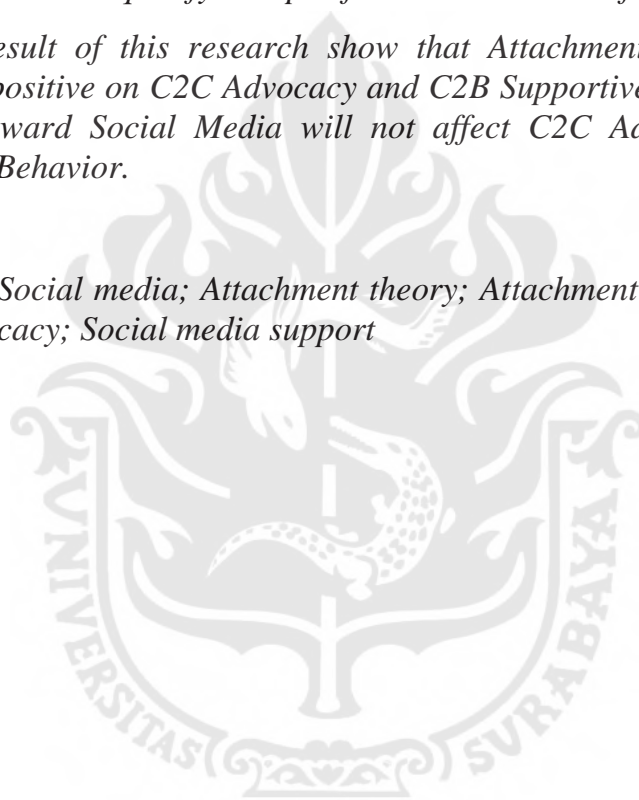 esult of this research show that Attachment
positive on C2C Advocacy and C2B Supportive
ward Social Media will not affect C2C Ad
Behavior.
Social media; Attachment theory; Attachment
cacy; Social media support
UNIVERSITAS SURABAYA